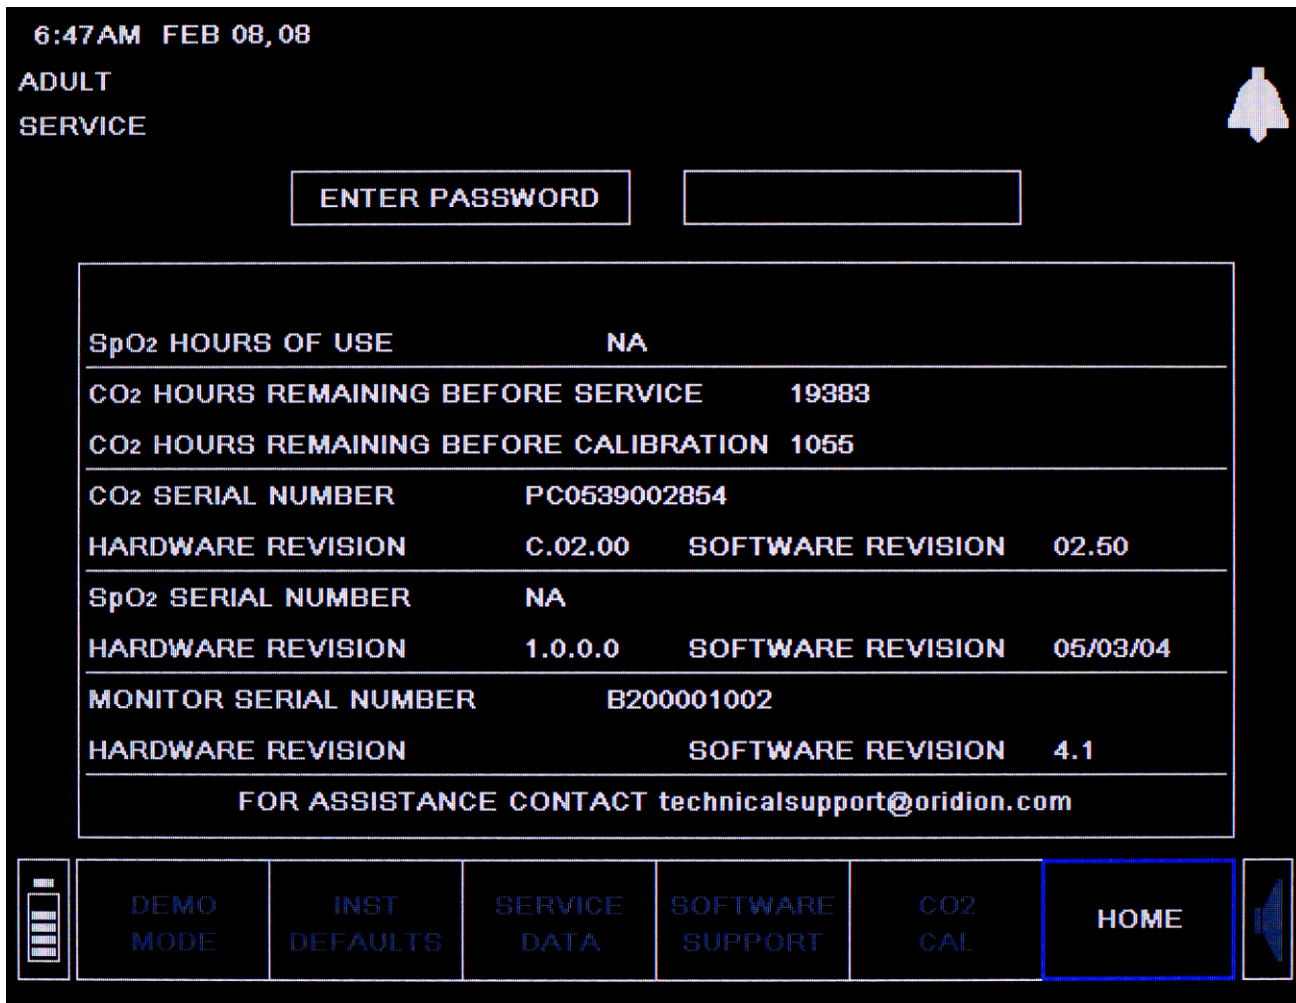 6:47AM FEB 08,08
ADULT
SERVICE
ENTER PASSWORD
SpO2 HOURS OF USE NA
CO2 HOURS REMAINING BEFORE SERVICE 19383
CO2 HOURS REMAINING BEFORE CALIBRATION 1055
CO2 SERIAL NUMBER PC0539002854
HARDWARE REVISION C.02.00 SOFTWARE REVISION 02.50
SpO2 SERIAL NUMBER NA
HARDWARE REVISION 1.0.0.0 SOFTWARE REVISION 05/03/04
MONITOR SERIAL NUMBER B200001002
HARDWARE REVISION SOFTWARE REVISION 4.1
FOR ASSISTANCE CONTACT technicalsupport@oridion.com
DEMO MODE
INST DEFAULTS
SERVICE DATA
SOFTWARE SUPPORT
CO2 CAL
HOME